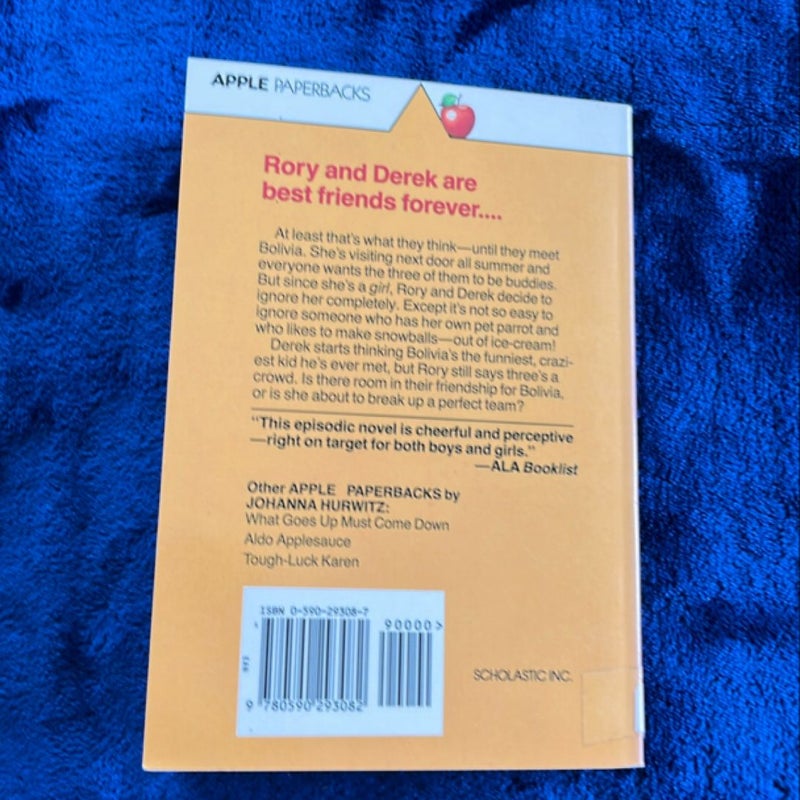 APPLE PAPERBACKS
Rory and Derek are
best friends forever....
At least that's what they think—until they meet
Bolivia. She's visiting next door all summer and
everyone wants the three of them to be buddies.
But since she's a girl, Rory and Derek decide to
ignore her completely. Except it's not so easy to
ignore someone who has her own pet parrot and
who likes to make snowballs—out of ice-cream!
Derek starts thinking Bolivia's the funniest, crazi-
est kid he's ever met, but Rory still says three's a
crowd. Is there room in their friendship for Bolivia,
or is she about to break up a perfect team?
"This episodic novel is cheerful and perceptive
—right on target for both boys and girls."
—ALA Booklist
Other APPLE PAPERBACKS by
JOHANNA HURWITZ:
What Goes Up Must Come Down
Aldo Applesauce
Tough-Luck Karen
ISBN 0-590-29308-7
90000>
9 780590 293082
SCHOLASTIC INC.